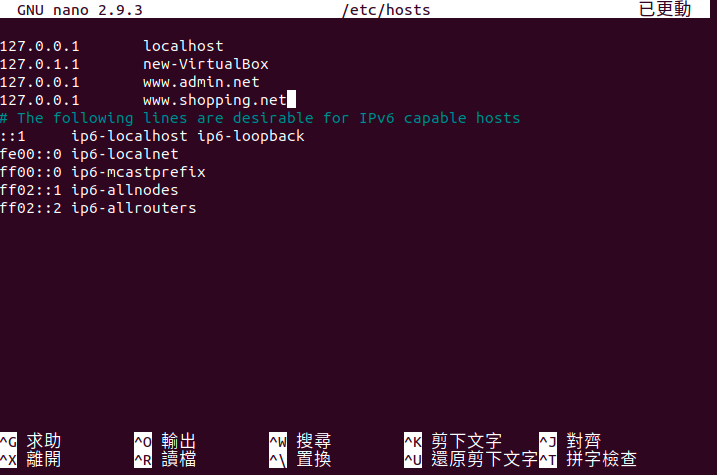 GNU nano 2.9.3 /etc/hosts 已更動
127.0.0.1 localhost
127.0.1.1 new-VirtualBox
127.0.0.1 www.admin.net
127.0.0.1 www.shopping.net
# The following lines are desirable for IPv6 capable hosts
::1 ip6-localhost ip6-loopback
fe00::0 ip6-localnet
ff00::0 ip6-mcastprefix
ff02::1 ip6-allnodes
ff02::2 ip6-allrouters
^G 求助 ^O 輸出 ^W 搜尋 ^K 剪下文字 ^J 對齊
^X 離開 ^R 讀檔 ^\ 置換 ^U 還原剪下文字 ^T 拼字檢查